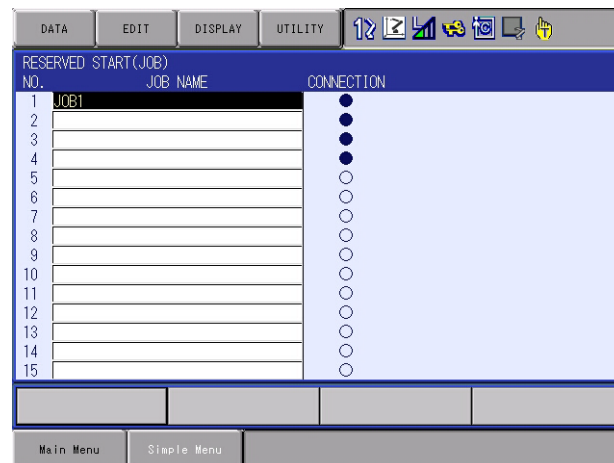 DATA EDIT DISPLAY UTILITY
RESERVED START(JOB)
NO. JOB NAME CONNECTION
1 JOB1
2
3
4
5
6
7
8
9
10
11
12
13
14
15
Main Menu Simple Menu